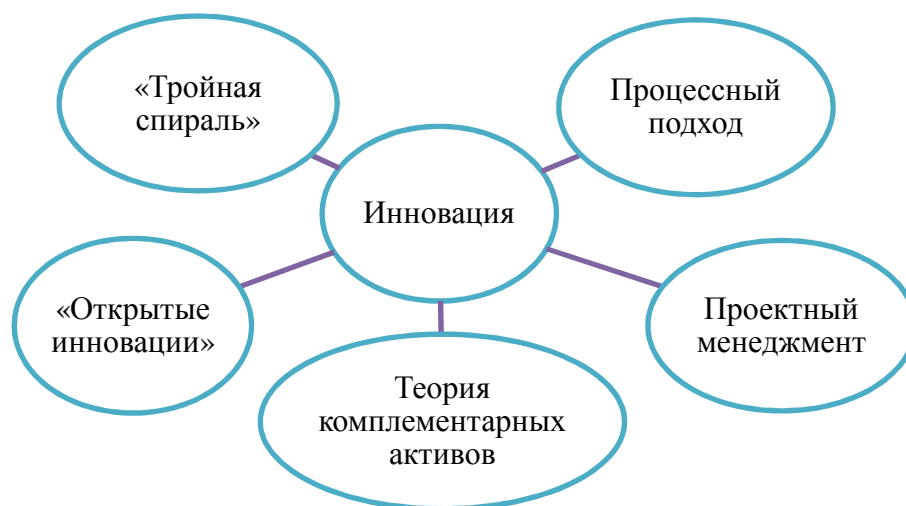 «Тройная
спираль»
Процессный
подход
Инновация
«Открытые
инновации»
Проектный
менеджмент
Теория
комплементарных
активов